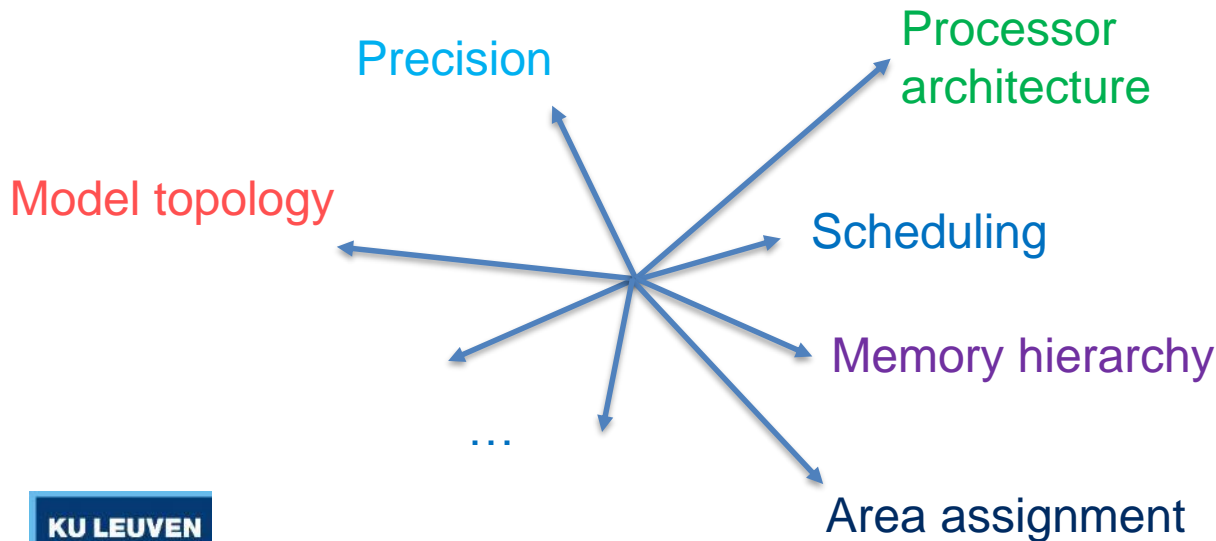 Processor
architecture
Precision
Model topology
Scheduling
Memory hierarchy
…
Area assignment
KU LEUVEN